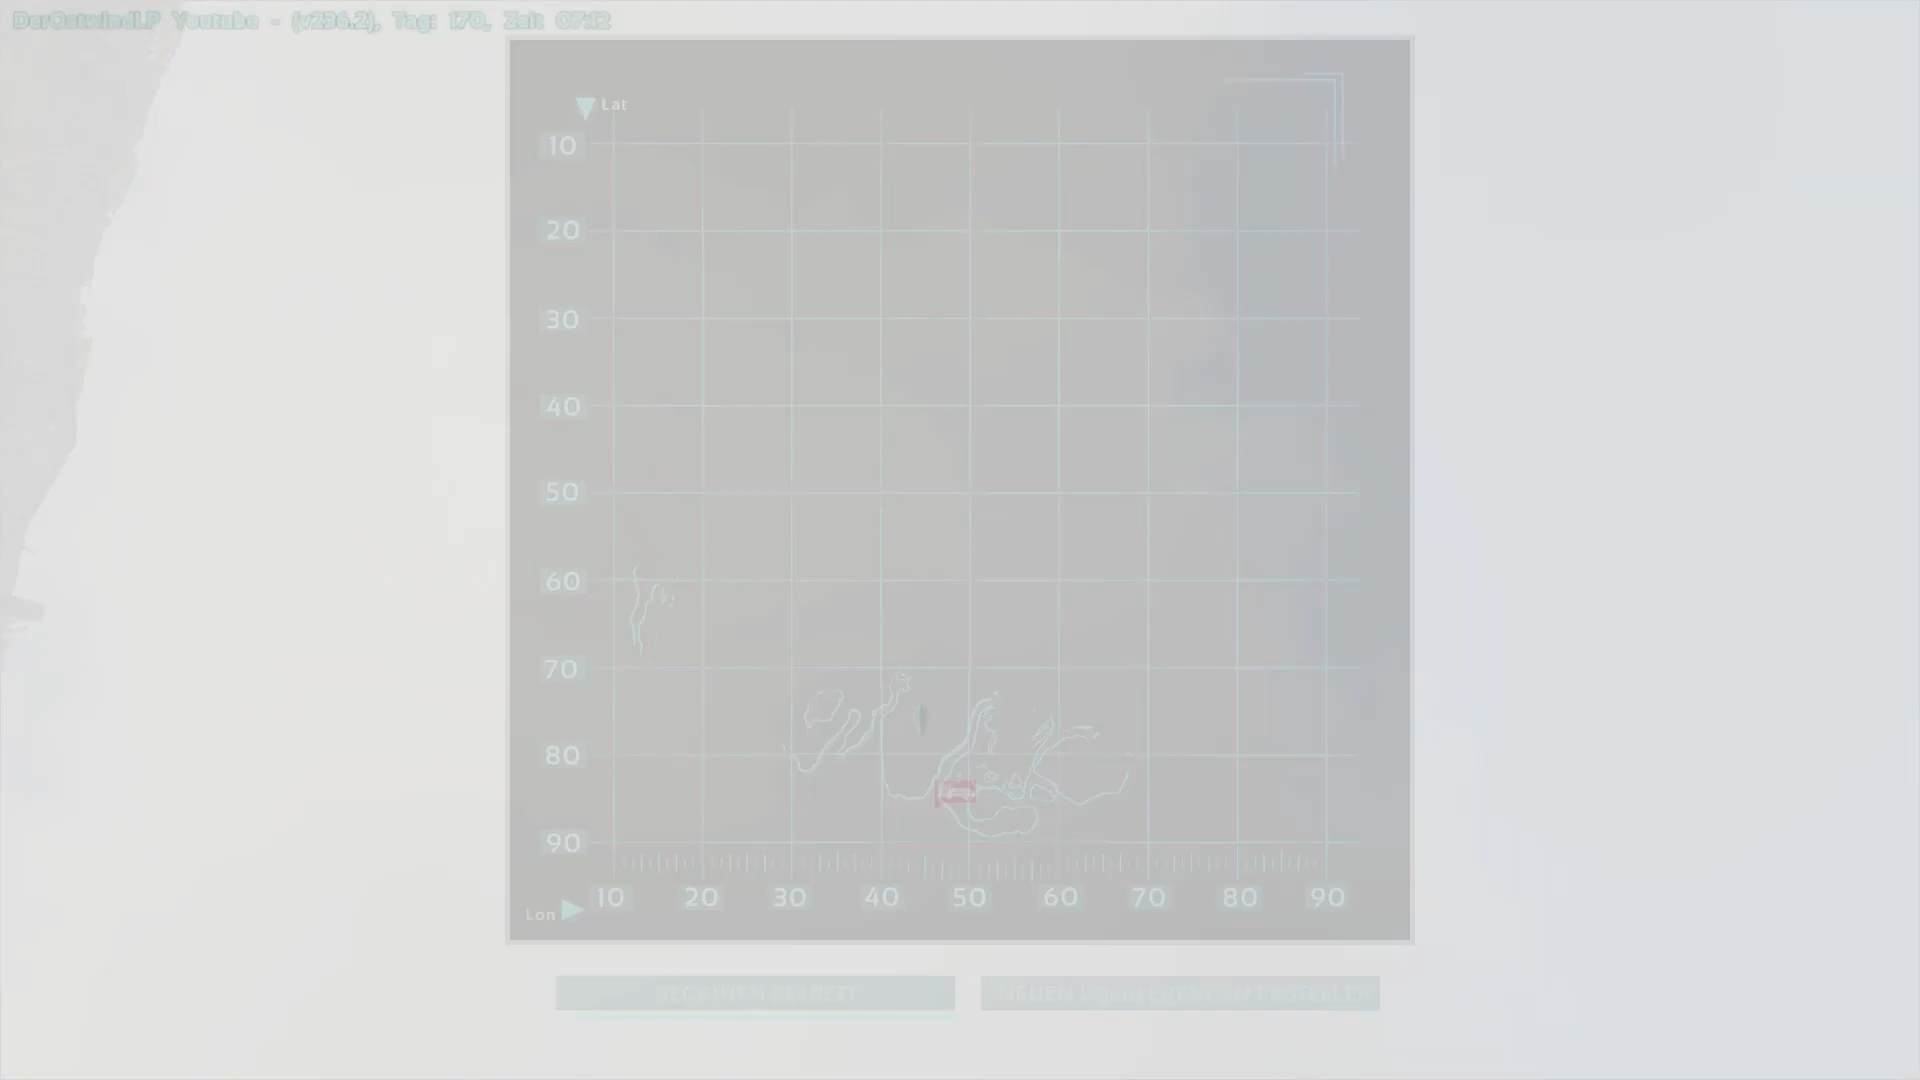 DerOstwindLP Youtube - (v236.2), Tag: 170, Zeit 07:12
Lat
10
20
30
40
50
60
70
80
90
10 20 30 40 50 60 70 80 90
Lon
NEUEN